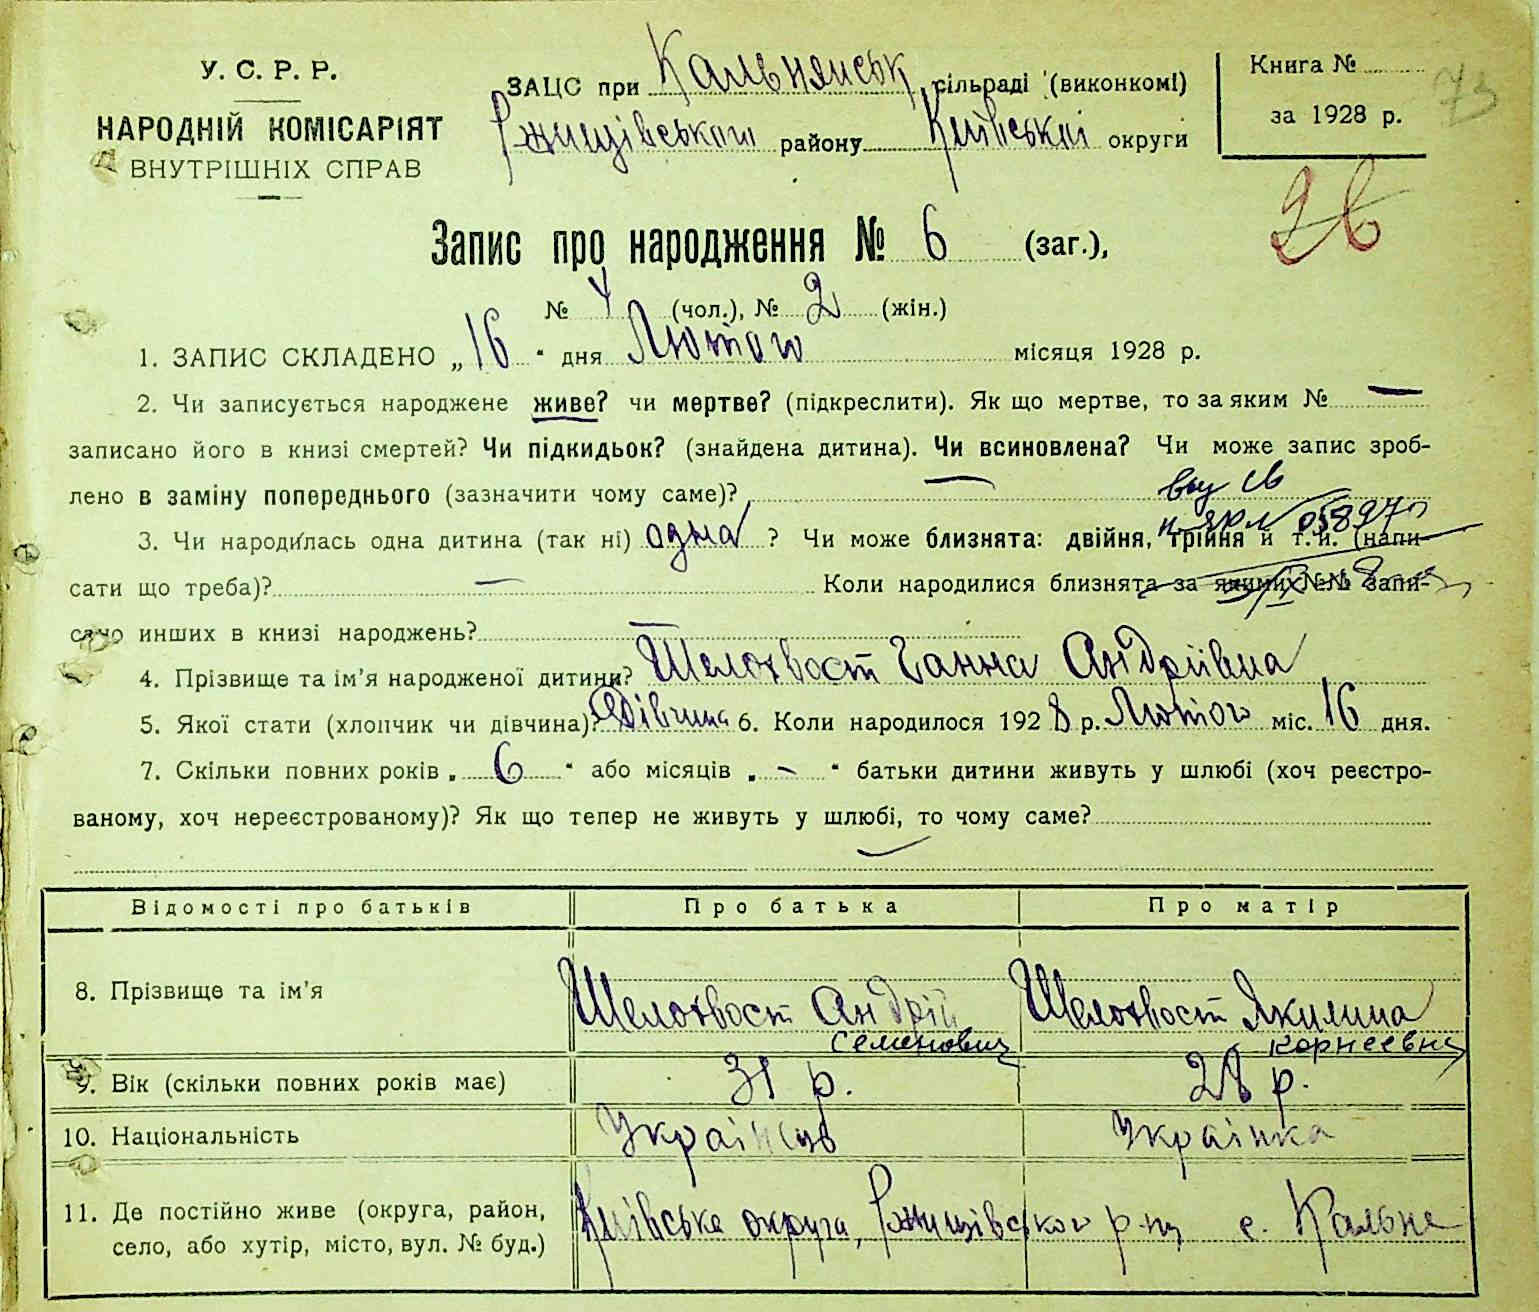 У. С. Р. Р.
НАРОДНІЙ КОМІСАРІЯТ
ВНУТРІШНІХ СПРАВ
ЗАЦС при Кальнянськ сільраді (виконкомі)
Ржищівського району Київської округи
Книга №
за 1928 р.
73
26
Запис про народження № 6 (заг.),
№ 4 (чол.), № 2 (жін.)
1. ЗАПИС СКЛАДЕНО „16" дня Лютого місяця 1928 р.
2. Чи записується народжене живе? чи мертве? (підкреслити). Як що мертве, то за яким № —
записано його в книзі смертей? Чи підкидьок? (знайдена дитина). Чи всиновлена? Чи може запис зроб-
лено в заміну попереднього (зазначити чому саме)?
3. Чи народилась одна дитина (так ні) одна ? Чи може близнята: двійня, трійня й т. и. (напи-
сати що треба)? — Коли народилися близнята за якими №№ запи-
сано инших в книзі народжень? —
4. Прізвище та ім'я народженої дитини? Шелохвост Ганна Андріївна
5. Якої стати (хлопчик чи дівчина)? Дівчина 6. Коли народилося 1928 р. Лютого міс. 16 дня.
7. Скільки повних років „ 6 " або місяців „ - " батьки дитини живуть у шлюбі (хоч реєстро-
ваному, хоч нереєстрованому)? Як що тепер не живуть у шлюбі, то чому саме?
Відомості про батьків Про батька Про матір
8. Прізвище та ім'я Шелохвост Андрій Семенович Шелохвост Якилина Корнеевна
9. Вік (скільки повних років має) 31 р. 28 р.
10. Національність Українець Українка
11. Де постійно живе (округа, район,
село, або хутір, місто, вул. № буд.) Київська округа, Ржищівського р-ну с. Кальне